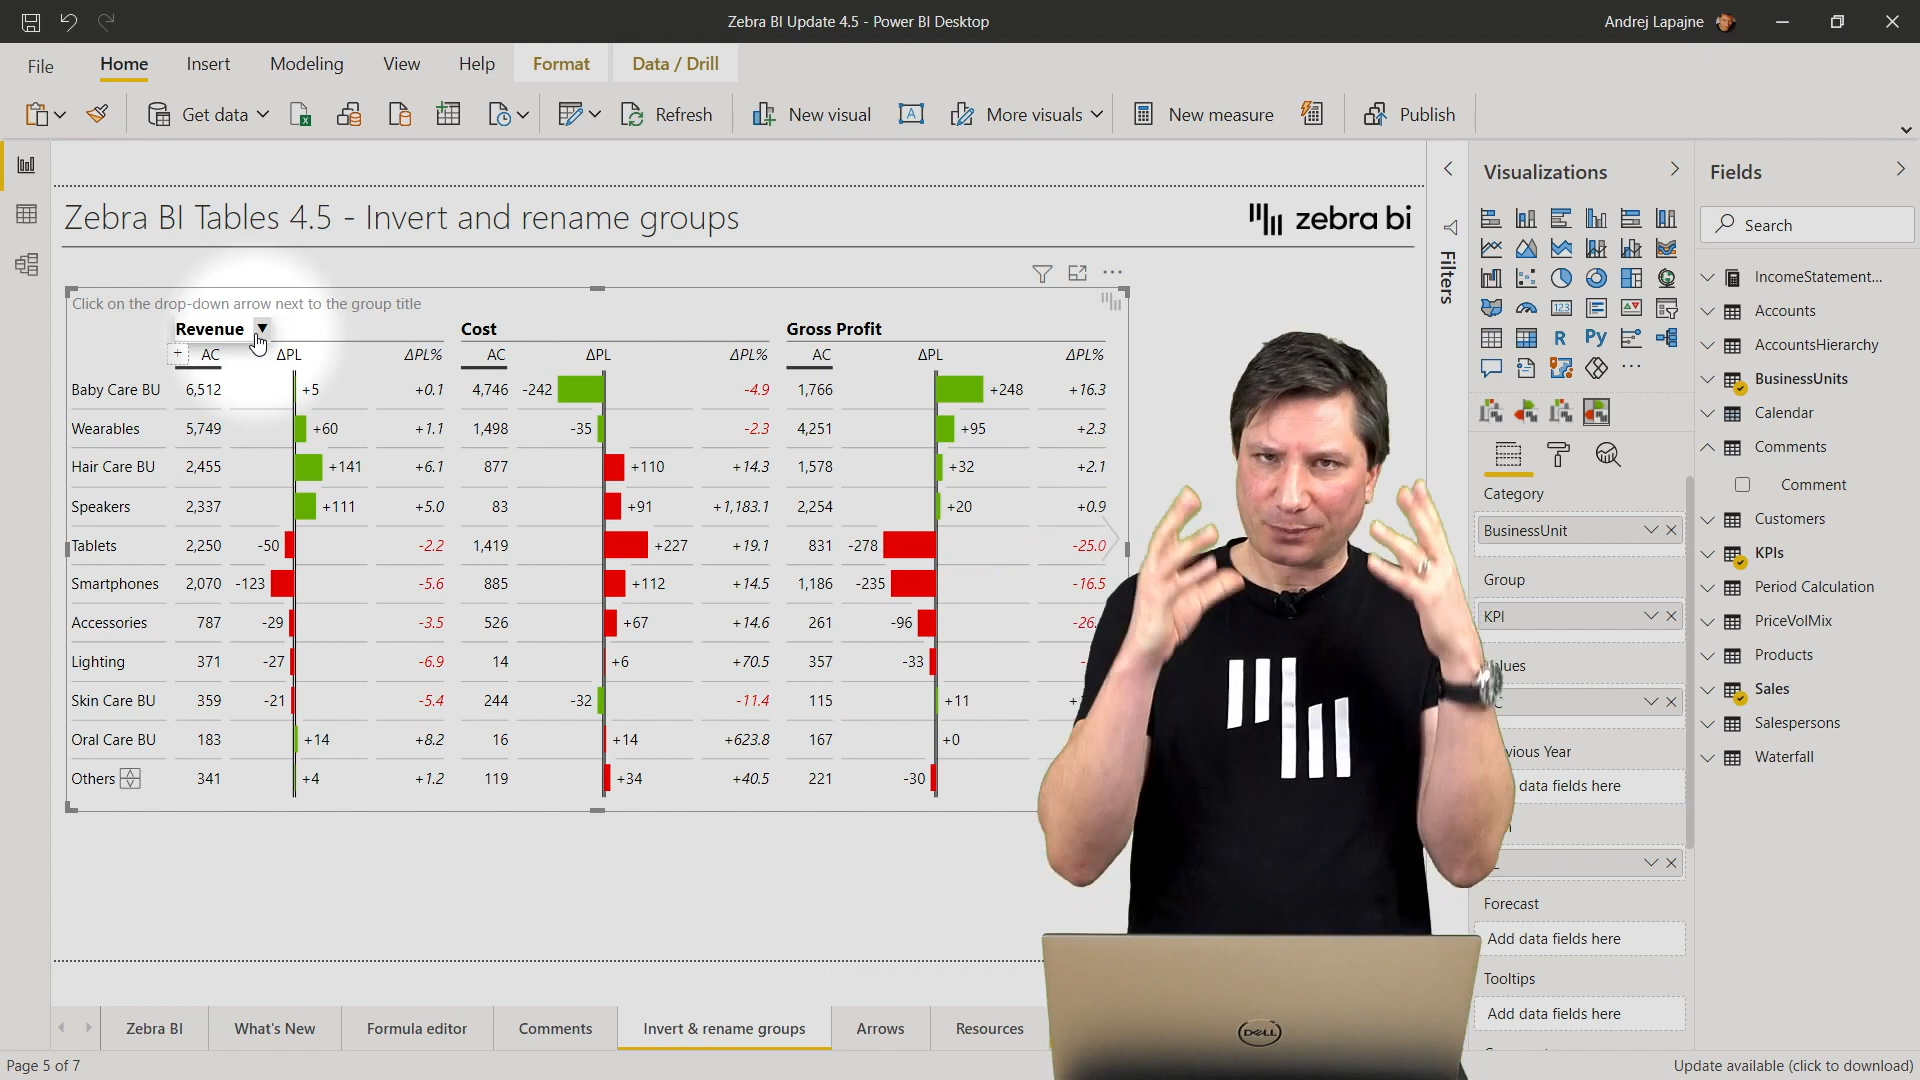 Zebra BI Update 4.5 - Power BI Desktop
Andrej Lapajne
File Home Insert Modeling View Help Format Data / Drill
Get data Refresh New visual More visuals New measure Publish
Zebra BI Tables 4.5 - Invert and rename groups
zebra bi
Click on the drop-down arrow next to the group title
Revenue Cost Gross Profit
AC ΔPL ΔPL% AC ΔPL ΔPL% AC ΔPL ΔPL%
Baby Care BU 6,512 +5 +0.1 4,746 -242 -4.9 1,766 +248 +16.3
Wearables 5,749 +60 +1.1 1,498 -35 -2.3 4,251 +95 +2.3
Hair Care BU 2,455 +141 +6.1 877 +110 +14.3 1,578 +32 +2.1
Speakers 2,337 +111 +5.0 83 +91 +1,183.1 2,254 +20 +0.9
Tablets 2,250 -50 -2.2 1,419 +227 +19.1 831 -278 -25.0
Smartphones 2,070 -123 -5.6 885 +112 +14.5 1,186 -235 -16.5
Accessories 787 -29 -3.5 526 +67 +14.6 261 -96 -26.
Lighting 371 -27 -6.9 14 +6 +70.5 357 -33
Skin Care BU 359 -21 -5.4 244 -32 -11.4 115 +11
Oral Care BU 183 +14 +8.2 16 +14 +623.8 167 +0
Others 341 +4 +1.2 119 +34 +40.5 221 -30
DELL
Filters
Visualizations
123
R Py
Category
BusinessUnit
Group
KPI
lues
C
vious Year
data fields here
Forecast
Add data fields here
Tooltips
Add data fields here
Fields
Search
IncomeStatement...
Accounts
AccountsHierarchy
BusinessUnits
Calendar
Comments
Comment
Customers
KPIs
Period Calculation
PriceVolMix
Products
Sales
Salespersons
Waterfall
Zebra BI What's New Formula editor Comments Invert & rename groups Arrows Resources
Page 5 of 7
Update available (click to download)